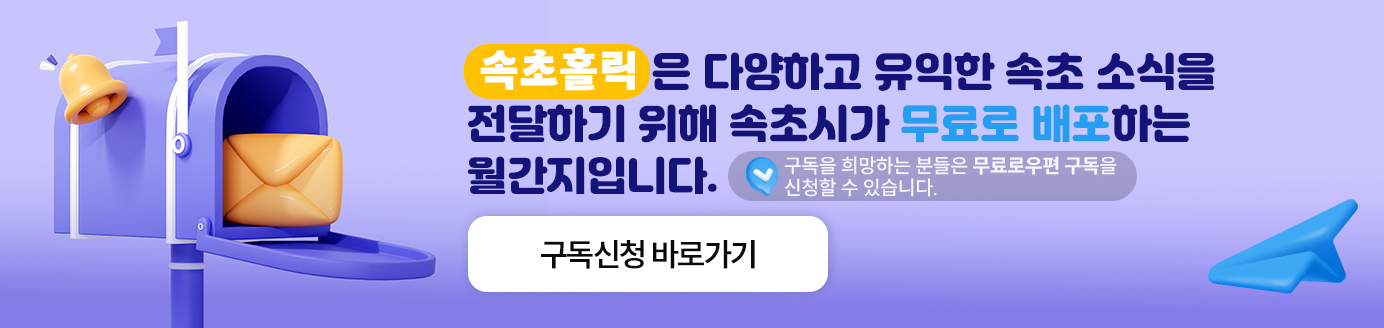 속초홀릭은 다양하고 유익한 속초 소식을
전달하기 위해 속초시가 무료로 배포하는
월간지입니다.
구독을 희망하는 분들은 무료로우편 구독을
신청할 수 있습니다.
구독신청 바로가기